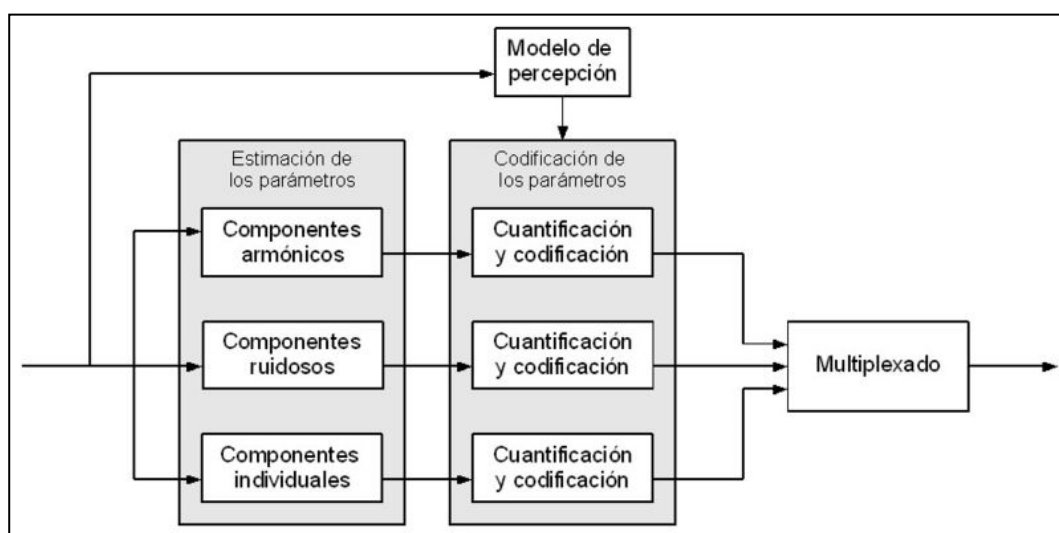 Modelo de
percepción
Estimación de
los parámetros
Codificación de
los parámetros
Componentes
armónicos
Cuantificación
y codificación
Componentes
ruidosos
Cuantificación
y codificación
Multiplexado
Componentes
individuales
Cuantificación
y codificación